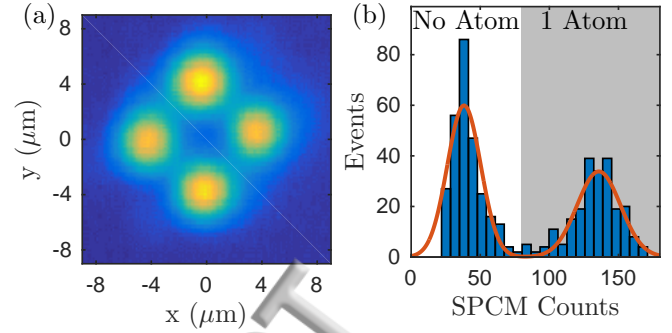 (a)
8
4
0
-4
-8
y (μm)
-8 -4 0 4 8
x (μm)
(b)
No Atom 1 Atom
80
60
40
20
0
Events
0 50 100 150
SPCM Counts